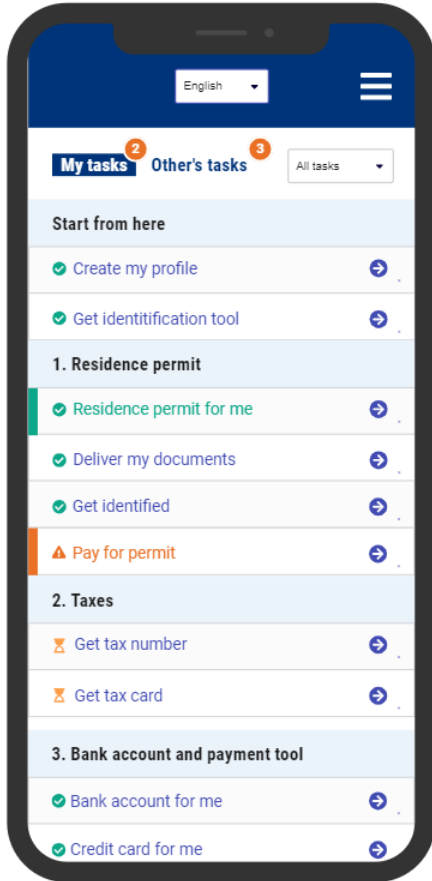 English
My tasks 2 Other's tasks 3 All tasks
Start from here
Create my profile
Get identitification tool
1. Residence permit
Residence permit for me
Deliver my documents
Get identified
Pay for permit
2. Taxes
Get tax number
Get tax card
3. Bank account and payment tool
Bank account for me
Credit card for me